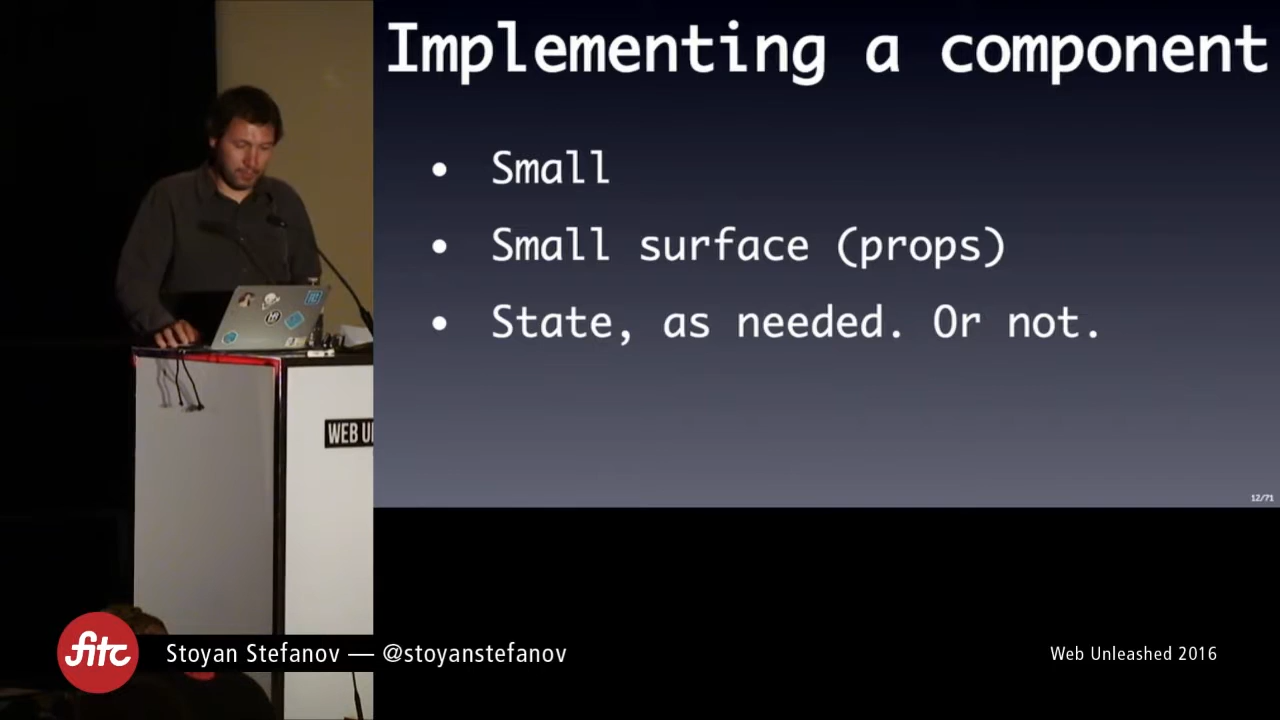 Implementing a component
• Small
• Small surface (props)
• State, as needed. Or not.
12/71
WEB U
fitc
Stoyan Stefanov — @stoyanstefanov
Web Unleashed 2016